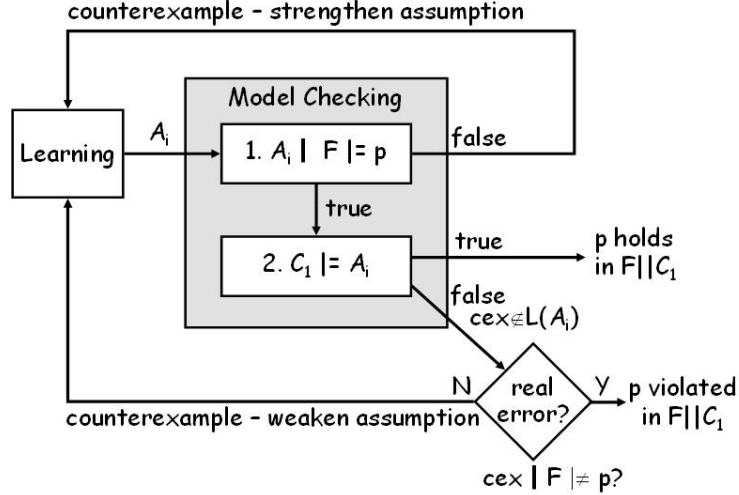 counterexample – strengthen assumption
Model Checking
Learning
Aᵢ
1. Aᵢ | F |= p
false
true
2. C₁ |= Aᵢ
true
p holds
in F||C₁
false
cex∉L(Aᵢ)
N
real
error?
Y
p violated
in F||C₁
counterexample – weaken assumption
cex | F |≠ p?